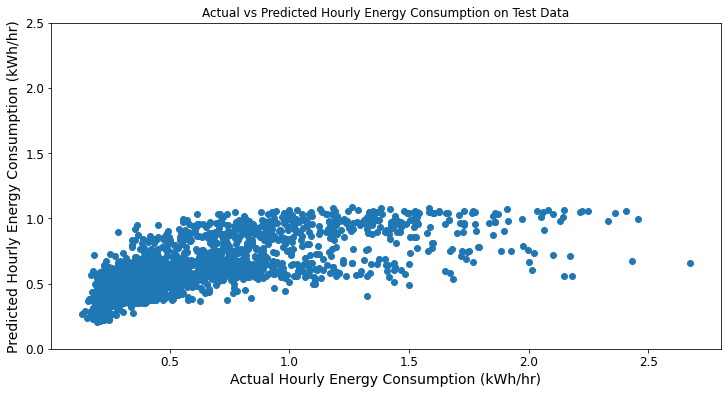 Actual vs Predicted Hourly Energy Consumption on Test Data
Predicted Hourly Energy Consumption (kWh/hr)
2.5
2.0
1.5
1.0
0.5
0.0
0.5 1.0 1.5 2.0 2.5
Actual Hourly Energy Consumption (kWh/hr)